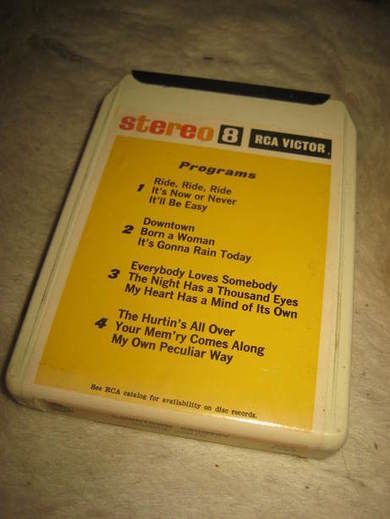 stereo 8 RCA VICTOR
Programs
1 Ride, Ride, Ride
It's Now or Never
It'll Be Easy
2 Downtown
Born a Woman
It's Gonna Rain Today
3 Everybody Loves Somebody
The Night Has a Thousand Eyes
My Heart Has a Mind of Its Own
4 The Hurtin's All Over
Your Mem'ry Comes Along
My Own Peculiar Way
See RCA catalog for availability on disc records.